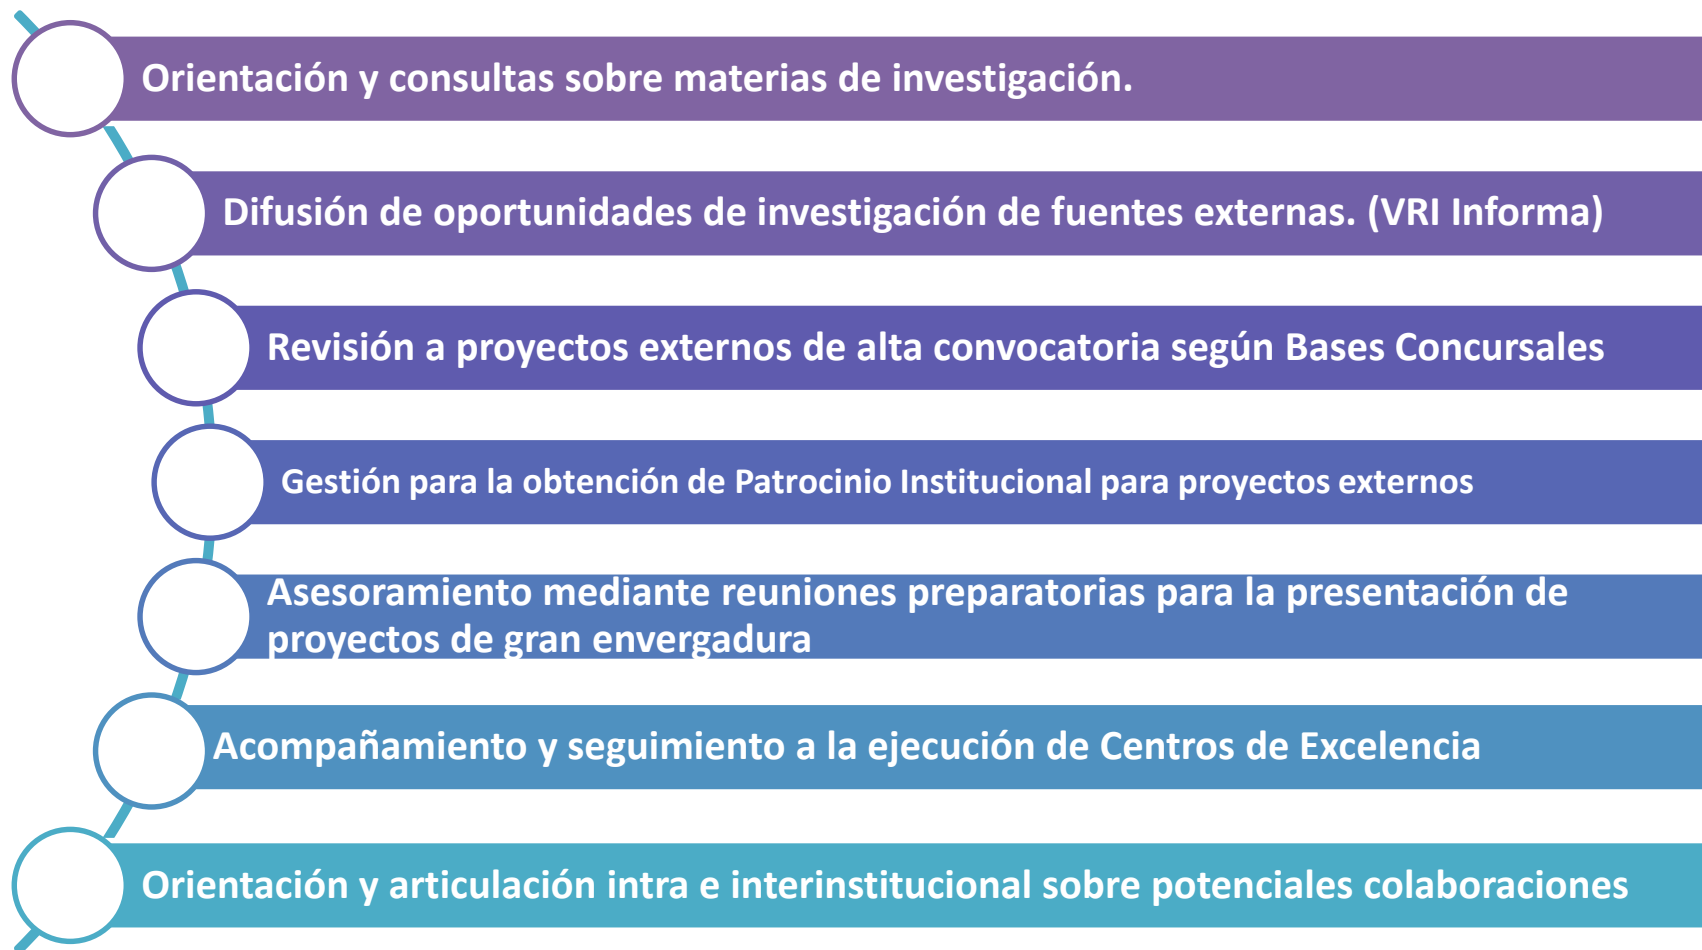 Orientación y consultas sobre materias de investigación.
Difusión de oportunidades de investigación de fuentes externas. (VRI Informa)
Revisión a proyectos externos de alta convocatoria según Bases Concursales
Gestión para la obtención de Patrocinio Institucional para proyectos externos
Asesoramiento mediante reuniones preparatorias para la presentación de
proyectos de gran envergadura
Acompañamiento y seguimiento a la ejecución de Centros de Excelencia
Orientación y articulación intra e interinstitucional sobre potenciales colaboraciones